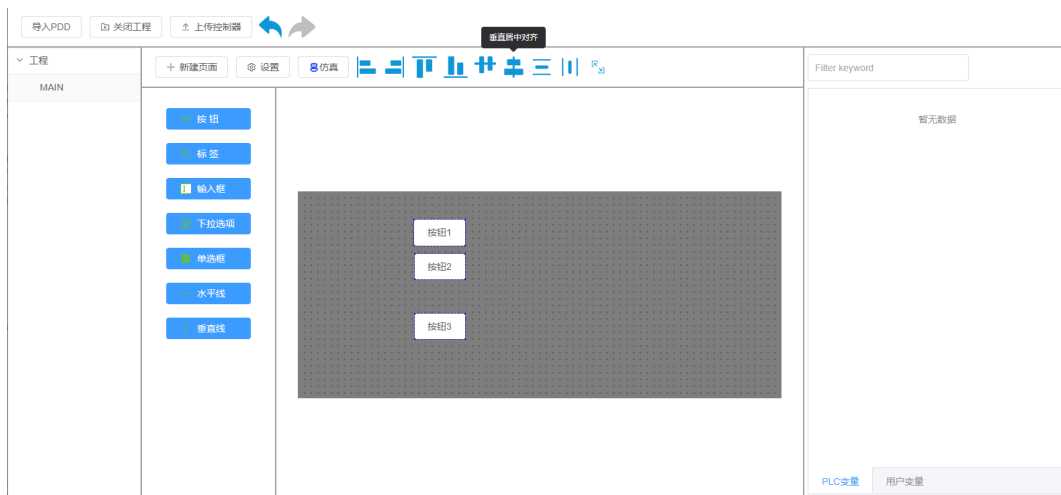 导入PDD 关闭工程 上传控制器
垂直居中对齐
工程
MAIN
新建页面 设置 仿真
Filter keyword
暂无数据
按钮
标签
输入框
下拉选项
单选框
水平线
垂直线
按钮1
按钮2
按钮3
PLC变量 用户变量